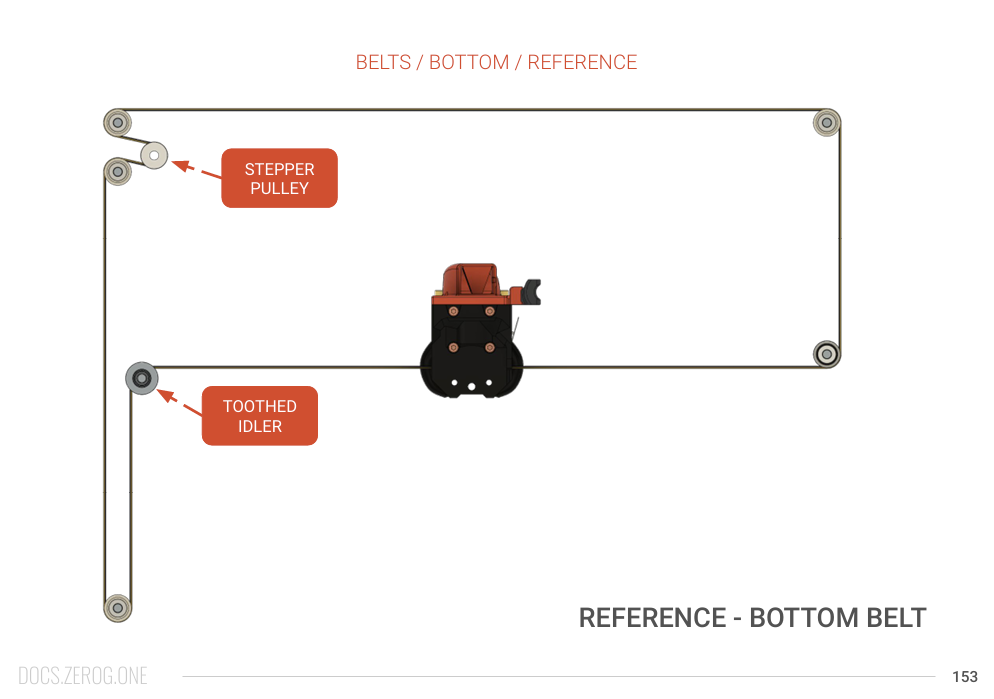 BELTS / BOTTOM / REFERENCE
STEPPER
PULLEY
TOOTHED
IDLER
REFERENCE - BOTTOM BELT
DOCS.ZEROG.ONE
153